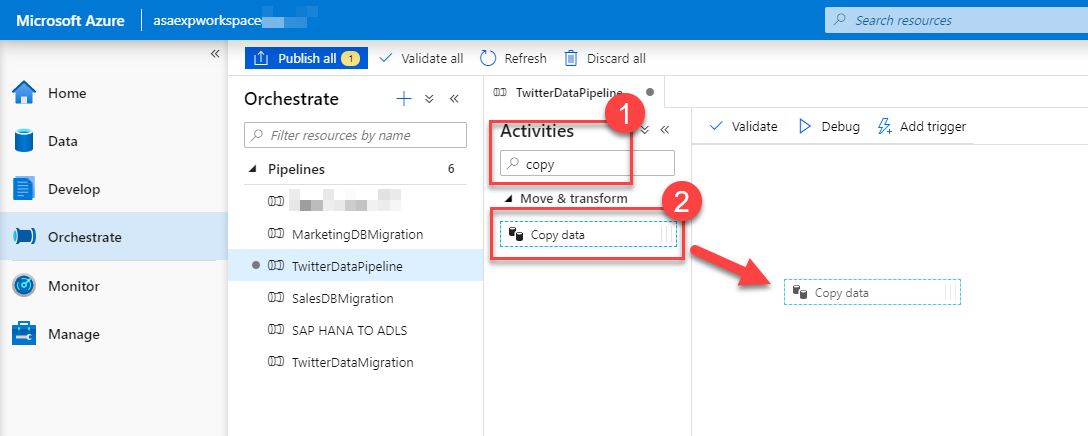 Microsoft Azure
asaexpworkspace
Search resources
«
Publish all 1
Validate all
Refresh
Discard all
Home
Data
Develop
Orchestrate
Monitor
Manage
Orchestrate
Filter resources by name
Pipelines 6
MarketingDBMigration
TwitterDataPipeline
SalesDBMigration
SAP HANA TO ADLS
TwitterDataMigration
TwitterDataPipeline
1
Activities
copy
Move & transform
2
Copy data
Validate
Debug
Add trigger
Copy data